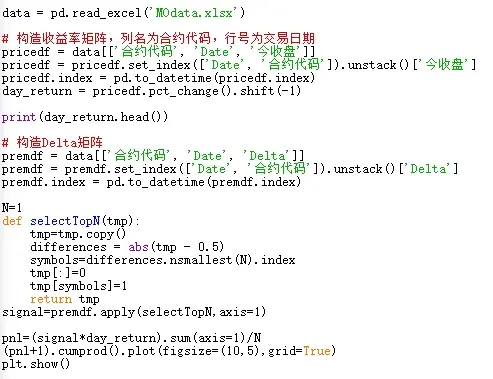 data = pd.read_excel('MOdata.xlsx')
# 构造收益率矩阵，列名为合约代码，行号为交易日期
pricedf = data[['合约代码', 'Date', '今收盘']]
pricedf = pricedf.set_index(['Date', '合约代码']).unstack()['今收盘']
pricedf.index = pd.to_datetime(pricedf.index)
day_return = pricedf.pct_change().shift(-1)
print(day_return.head())
# 构造Delta矩阵
premdf = data[['合约代码', 'Date', 'Delta']]
premdf = premdf.set_index(['Date', '合约代码']).unstack()['Delta']
premdf.index = pd.to_datetime(premdf.index)
N=1
def selectTopN(tmp):
    tmp=tmp.copy()
    differences = abs(tmp - 0.5)
    symbols=differences.nsmallest(N).index
    tmp[:]=0
    tmp[symbols]=1
    return tmp
signal=premdf.apply(selectTopN,axis=1)
pnl=(signal*day_return).sum(axis=1)/N
(pnl+1).cumprod().plot(figsize=(10,5),grid=True)
plt.show()